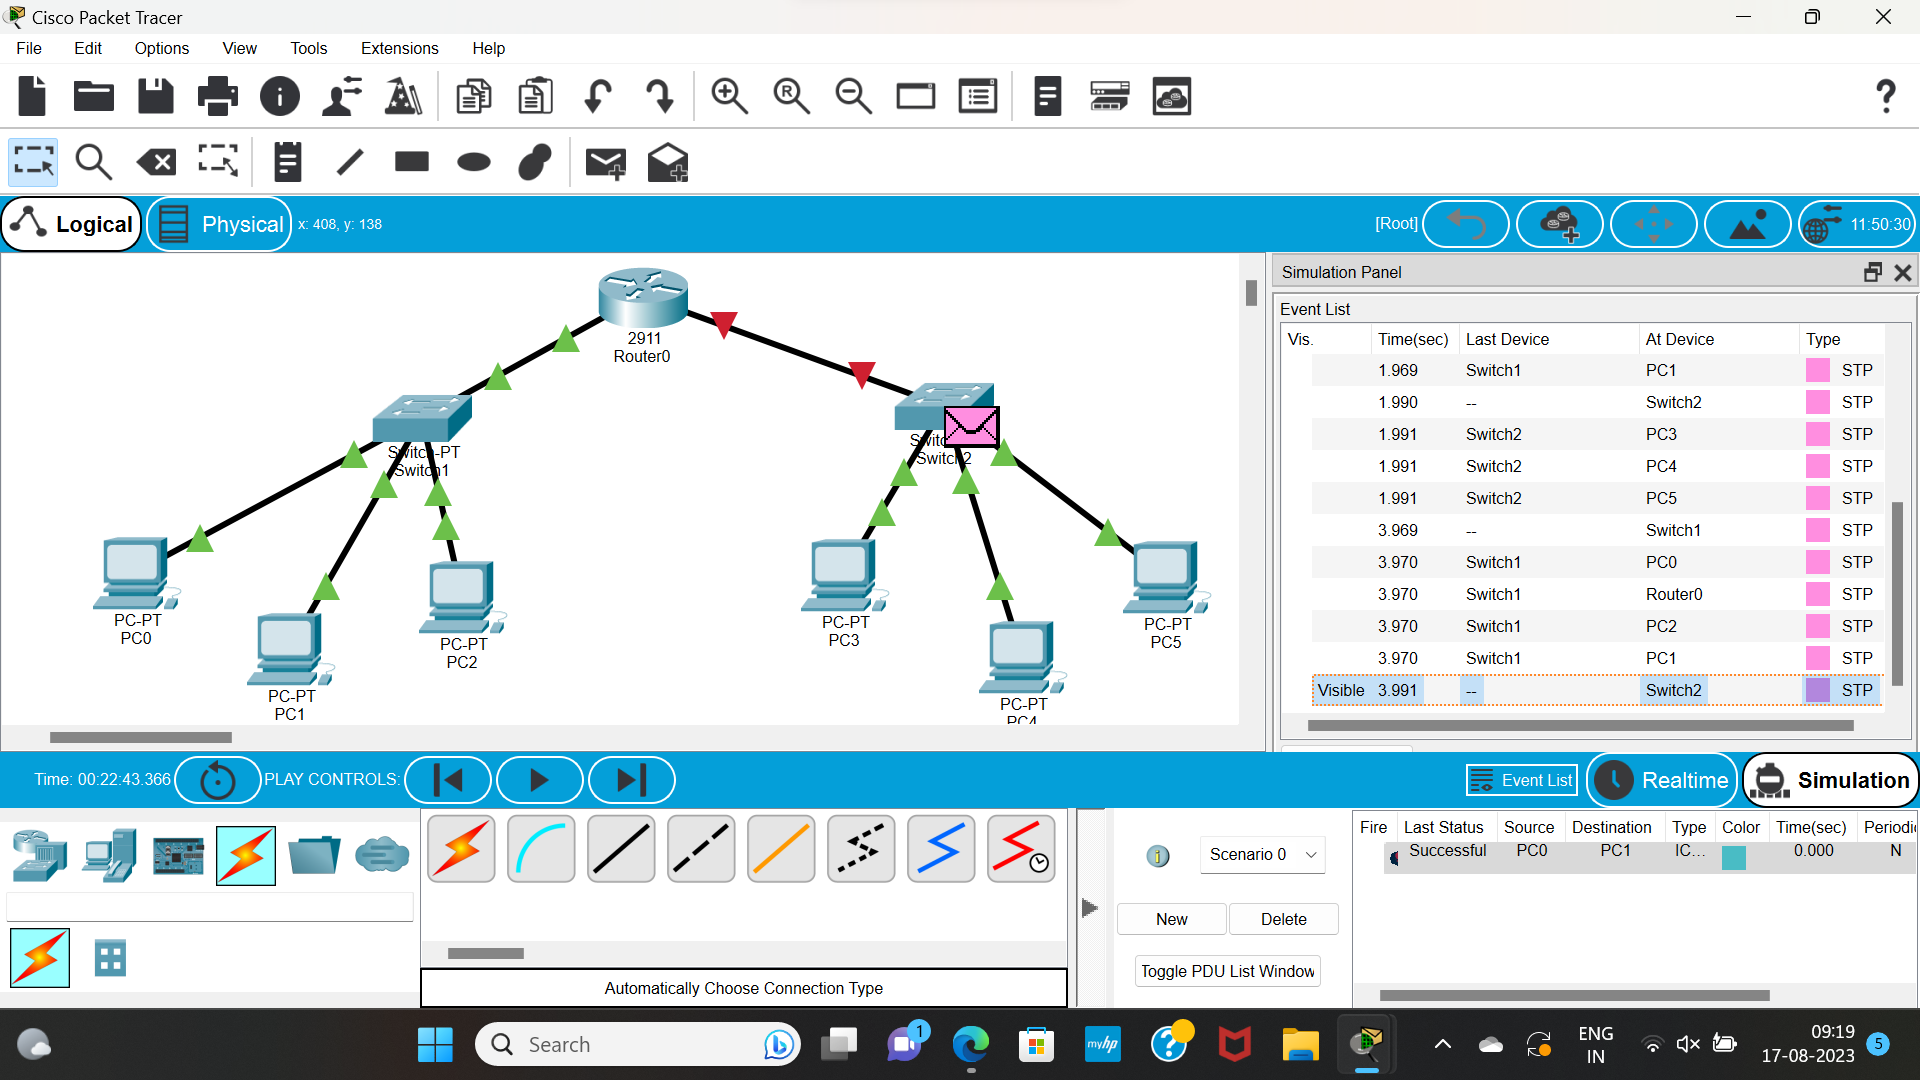 Cisco Packet Tracer
File Edit Options View Tools Extensions Help
Logical Physical x: 408, y: 138 [Root] 11:50:30
Simulation Panel
Event List
Vis. Time(sec) Last Device At Device Type
1.969 Switch1 PC1 STP
1.990 -- Switch2 STP
1.991 Switch2 PC3 STP
1.991 Switch2 PC4 STP
1.991 Switch2 PC5 STP
3.969 -- Switch1 STP
3.970 Switch1 PC0 STP
3.970 Switch1 Router0 STP
3.970 Switch1 PC2 STP
3.970 Switch1 PC1 STP
Visible 3.991 -- Switch2 STP
2911
Router0
Switch-PT
Switch1
Switc
Switch2
PC-PT
PC0
PC-PT
PC1
PC-PT
PC2
PC-PT
PC3
PC-PT
PC4
PC-PT
PC5
Time: 00:22:43.366 PLAY CONTROLS: Event List Realtime Simulation
Automatically Choose Connection Type
Scenario 0
New Delete
Toggle PDU List Window
Fire Last Status Source Destination Type Color Time(sec) Periodi
Successful PC0 PC1 IC... 0.000 N
Search
1
myhp
ENG
IN
09:19
17-08-2023
5